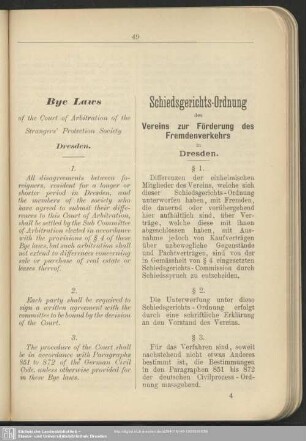 49
Bye Laws
of the Court of Arbitration of the
Strangers' Protection Society
Dresden.
1.
All disagreements between fo-
reigners, resident for a longer or
shorter period in Dresden, and
the members of the society who
have agreed to submit their diffe-
rences to this Court of Arbitration,
shall be settled by the Sub Committee
of Arbitration elected in accordance
with the provisions of § 4 of these
Bye laws, but such arbitration shall
not extend to differences concerning
sale or purchase of real estate or
leases thereof.
2.
Each party shall be required to
sign a written agreement with the
committee to be bound by the decision
of the Court.
3.
The procedure of the Court shall
be in accordance with Paragraphs
851 to 872 of the German Civil
Code, unless otherwise provided for
in these Bye laws.
Schiedsgerichts-Ordnung
des
Vereins zur Förderung des
Fremdenverkehrs
in
Dresden.
§ 1.
Differenzen der einheimischen
Mitglieder des Vereins, welche sich
dieser Schiedsgerichts-Ordnung
unterworfen haben, mit Fremden,
die dauernd oder vorübergehend
hier aufhältlich sind, über Ver-
träge, welche diese mit ihnen
abgeschlossen haben, mit Aus-
nahme jedoch von Kaufverträgen
über unbewegliche Gegenstände
und Pachtverträgen, sind von der
in Gemässheit von § 4 eingesetzten
Schiedsgerichts-Commission durch
Schiedsspruch zu entscheiden.
§ 2.
Die Unterwerfung unter diese
Schiedsgerichts-Ordnung erfolgt
durch eine schriftliche Erklärung
an den Vorstand des Vereins.
§ 3.
Für das Verfahren sind, soweit
nachstehend nicht etwas Anderes
bestimmt ist, die Bestimmungen
in den Paragraphen 851 bis 872
der deutschen Civilprozess-Ord-
nung massgebend.
4